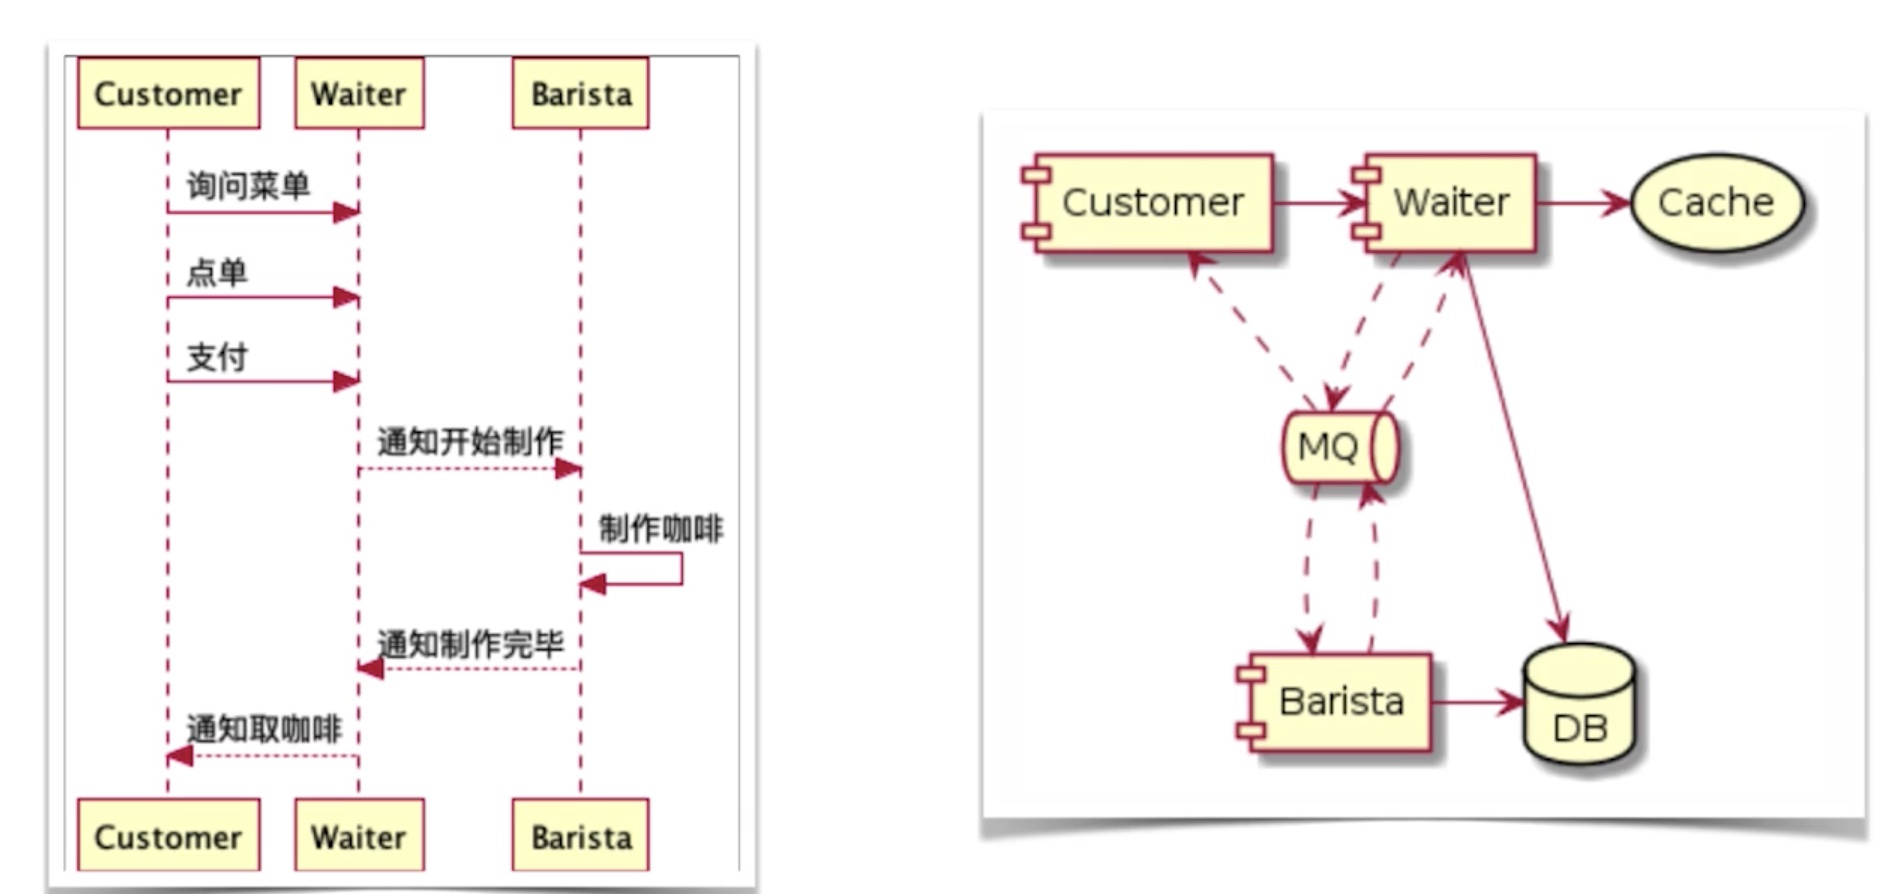 Customer
Waiter
Barista
询问菜单
点单
支付
通知开始制作
制作咖啡
通知制作完毕
通知取咖啡
Customer
Waiter
Barista
Customer
Waiter
Cache
MQ
Barista
DB